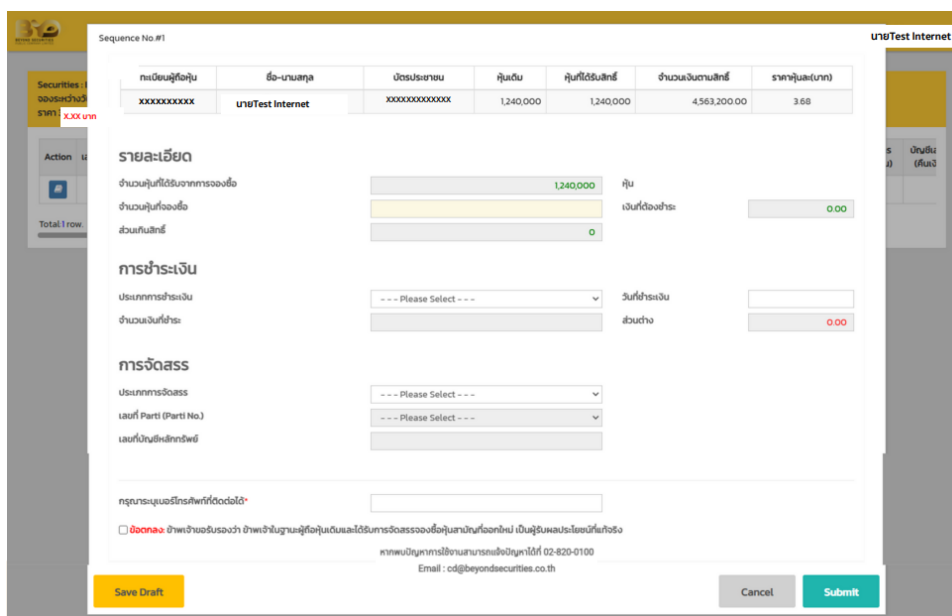 BYD
Sequence No.#1
นายTest Internet
ทะเบียนผู้ถือหุ้น ชื่อ-นามสกุล บัตรประชาชน หุ้นเดิม หุ้นที่ได้รับสิทธิ์ จำนวนเงินตามสิทธิ์ ราคาหุ้นละ(บาท)
XXXXXXXXXX นายTest Internet XXXXXXXXXXXXX 1,240,000 1,240,000 4,563,200.00 3.68
Securities :
จองระหว่างวั
ราคา
X.XX บาท
Action
Total 1 row.
บัญชีเ
(คืนเงิ
รายละเอียด
จำนวนหุ้นที่ได้รับจากการจองซื้อ 1,240,000 หุ้น
จำนวนหุ้นที่จองซื้อ เงินที่ต้องชำระ 0.00
ส่วนเกินสิทธิ์ 0
การชำระเงิน
ประเภทการชำระเงิน - - - Please Select - - - วันที่ชำระเงิน
จำนวนเงินที่ชำระ ส่วนต่าง 0.00
การจัดสรร
ประเภทการจัดสรร - - - Please Select - - -
เลขที่ Parti (Parti No.) - - - Please Select - - -
เลขที่บัญชีหลักทรัพย์
กรุณาระบุเบอร์โทรศัพท์ที่ติดต่อได้*
ข้อตกลง: ข้าพเจ้าขอรับรองว่า ข้าพเจ้าในฐานะผู้ถือหุ้นเดิมและได้รับการจัดสรรจองซื้อหุ้นสามัญที่ออกใหม่ เป็นผู้รับผลประโยชน์ที่แท้จริง
หากพบปัญหาการใช้งานสามารถแจ้งปัญหาได้ที่ 02-820-0100
Email : cd@beyondsecurities.co.th
Save Draft Cancel Submit